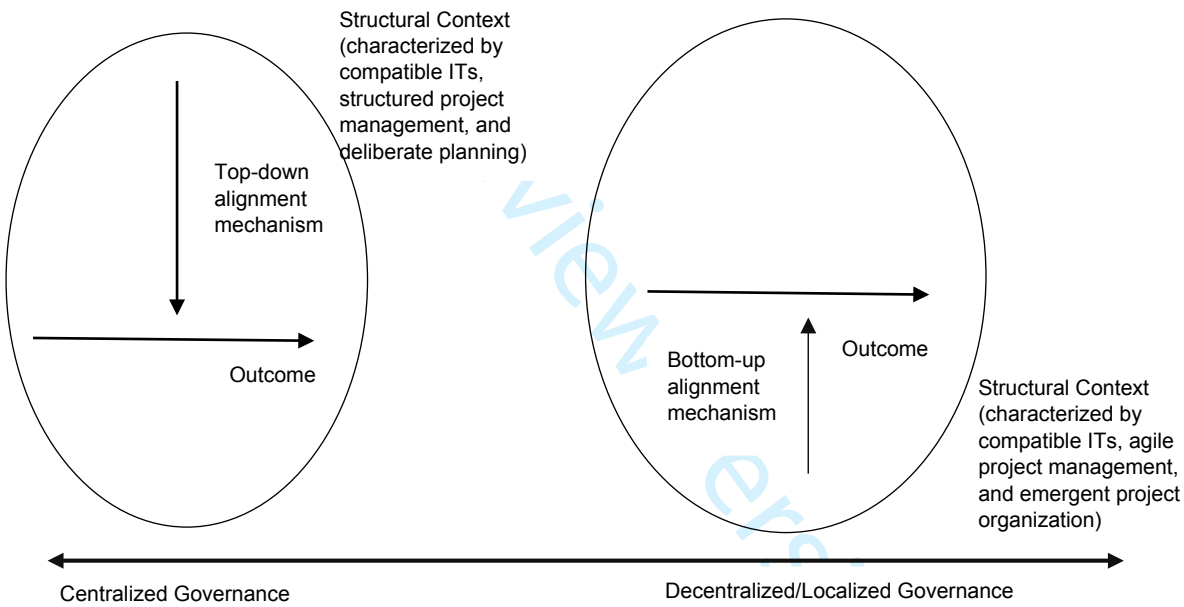 Structural Context
(characterized by
compatible ITs,
structured project
management, and
deliberate planning)
Top-down
alignment
mechanism
Outcome
view
Bottom-up
alignment
mechanism
Outcome
Structural Context
(characterized by
compatible ITs, agile
project management,
and emergent project
organization)
ers
Centralized Governance
Decentralized/Localized Governance